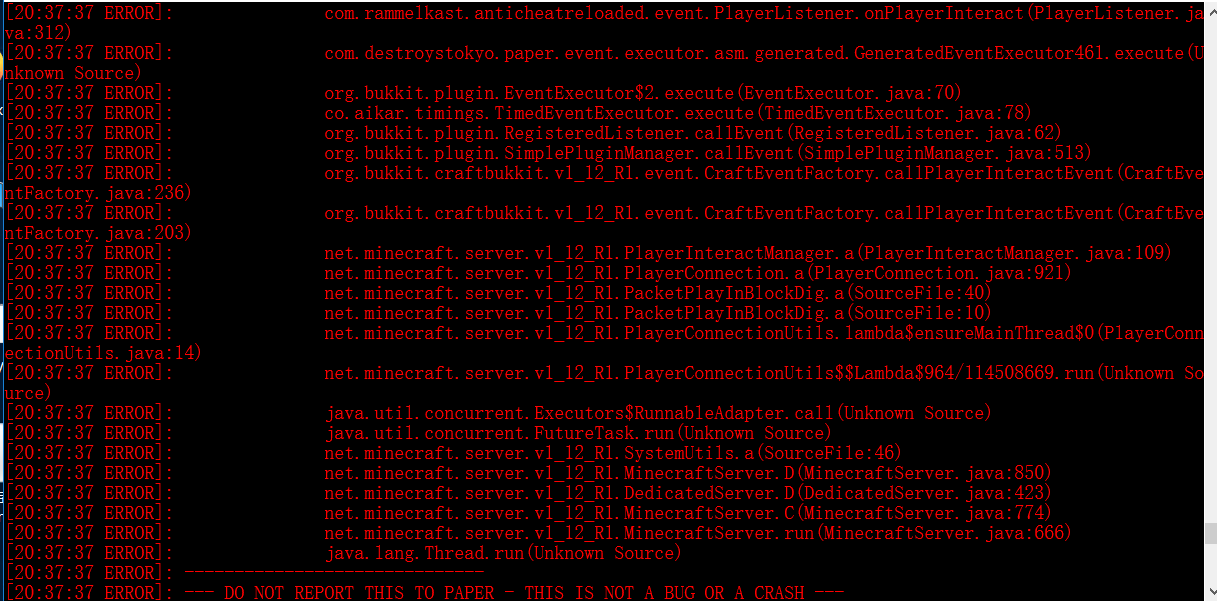 [20:37:37 ERROR]: com.rammelkast.anticheatreloaded.event.PlayerListener.onPlayerInteract(PlayerListener.ja
va:312)
[20:37:37 ERROR]: com.destroystokyo.paper.event.executor.asm.generated.GeneratedEventExecutor461.execute(U
nknown Source)
[20:37:37 ERROR]: org.bukkit.plugin.EventExecutor$2.execute(EventExecutor.java:70)
[20:37:37 ERROR]: co.aikar.timings.TimedEventExecutor.execute(TimedEventExecutor.java:78)
[20:37:37 ERROR]: org.bukkit.plugin.RegisteredListener.callEvent(RegisteredListener.java:62)
[20:37:37 ERROR]: org.bukkit.plugin.SimplePluginManager.callEvent(SimplePluginManager.java:513)
[20:37:37 ERROR]: org.bukkit.craftbukkit.v1_12_R1.event.CraftEventFactory.callPlayerInteractEvent(CraftEve
ntFactory.java:236)
[20:37:37 ERROR]: org.bukkit.craftbukkit.v1_12_R1.event.CraftEventFactory.callPlayerInteractEvent(CraftEve
ntFactory.java:203)
[20:37:37 ERROR]: net.minecraft.server.v1_12_R1.PlayerInteractManager.a(PlayerInteractManager.java:109)
[20:37:37 ERROR]: net.minecraft.server.v1_12_R1.PlayerConnection.a(PlayerConnection.java:921)
[20:37:37 ERROR]: net.minecraft.server.v1_12_R1.PacketPlayInBlockDig.a(SourceFile:40)
[20:37:37 ERROR]: net.minecraft.server.v1_12_R1.PacketPlayInBlockDig.a(SourceFile:10)
[20:37:37 ERROR]: net.minecraft.server.v1_12_R1.PlayerConnectionUtils.lambda$ensureMainThread$0(PlayerConn
ectionUtils.java:14)
[20:37:37 ERROR]: net.minecraft.server.v1_12_R1.PlayerConnectionUtils$$Lambda$964/114508669.run(Unknown So
urce)
[20:37:37 ERROR]: java.util.concurrent.Executors$RunnableAdapter.call(Unknown Source)
[20:37:37 ERROR]: java.util.concurrent.FutureTask.run(Unknown Source)
[20:37:37 ERROR]: net.minecraft.server.v1_12_R1.SystemUtils.a(SourceFile:46)
[20:37:37 ERROR]: net.minecraft.server.v1_12_R1.MinecraftServer.D(MinecraftServer.java:850)
[20:37:37 ERROR]: net.minecraft.server.v1_12_R1.DedicatedServer.D(DedicatedServer.java:423)
[20:37:37 ERROR]: net.minecraft.server.v1_12_R1.MinecraftServer.C(MinecraftServer.java:774)
[20:37:37 ERROR]: net.minecraft.server.v1_12_R1.MinecraftServer.run(MinecraftServer.java:666)
[20:37:37 ERROR]: java.lang.Thread.run(Unknown Source)
[20:37:37 ERROR]: ------------------------------
[20:37:37 ERROR]: --- DO NOT REPORT THIS TO PAPER - THIS IS NOT A BUG OR A CRASH ---